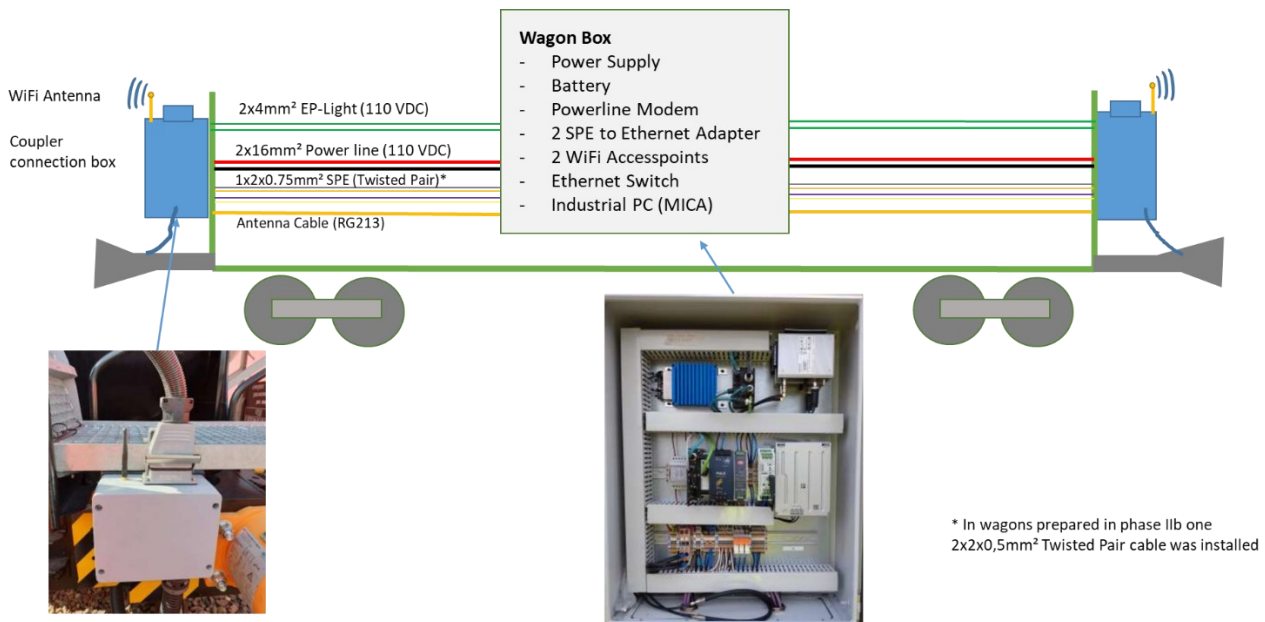 Wagon Box
- Power Supply
- Battery
- Powerline Modem
- 2 SPE to Ethernet Adapter
- 2 WiFi Accesspoints
- Ethernet Switch
- Industrial PC (MICA)
WiFi Antenna
Coupler
connection box
2x4mm² EP-Light (110 VDC)
2x16mm² Power line (110 VDC)
1x2x0.75mm² SPE (Twisted Pair)*
Antenna Cable (RG213)
* In wagons prepared in phase IIb one
2x2x0,5mm² Twisted Pair cable was installed